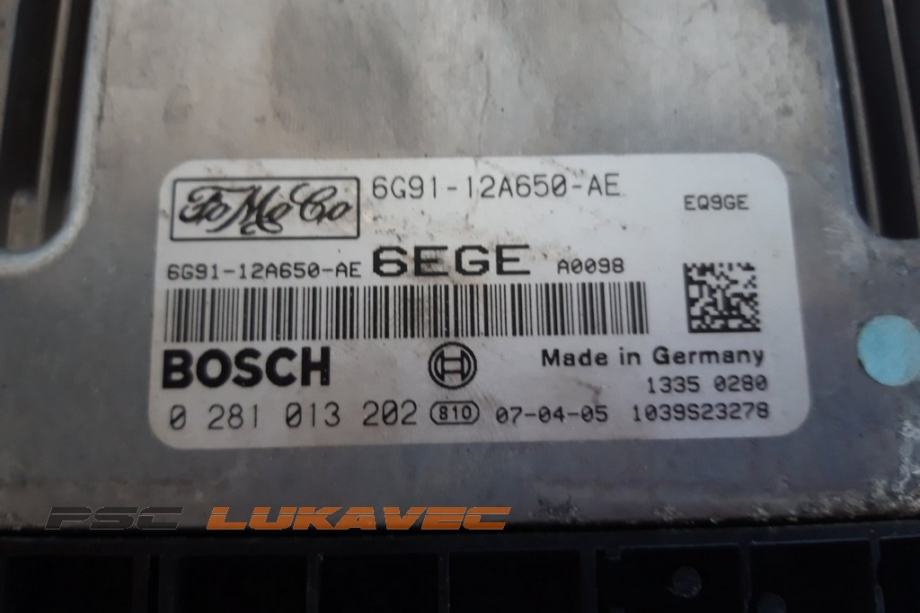 FoMoCo
6G91-12A650-AE
EQ9GE
6G91-12A650-AE 6EGE A0098
BOSCH
Made in Germany
1335 0280
0 281 013 202 810 07-04-05 1039S23278
PSC LUKAVEC